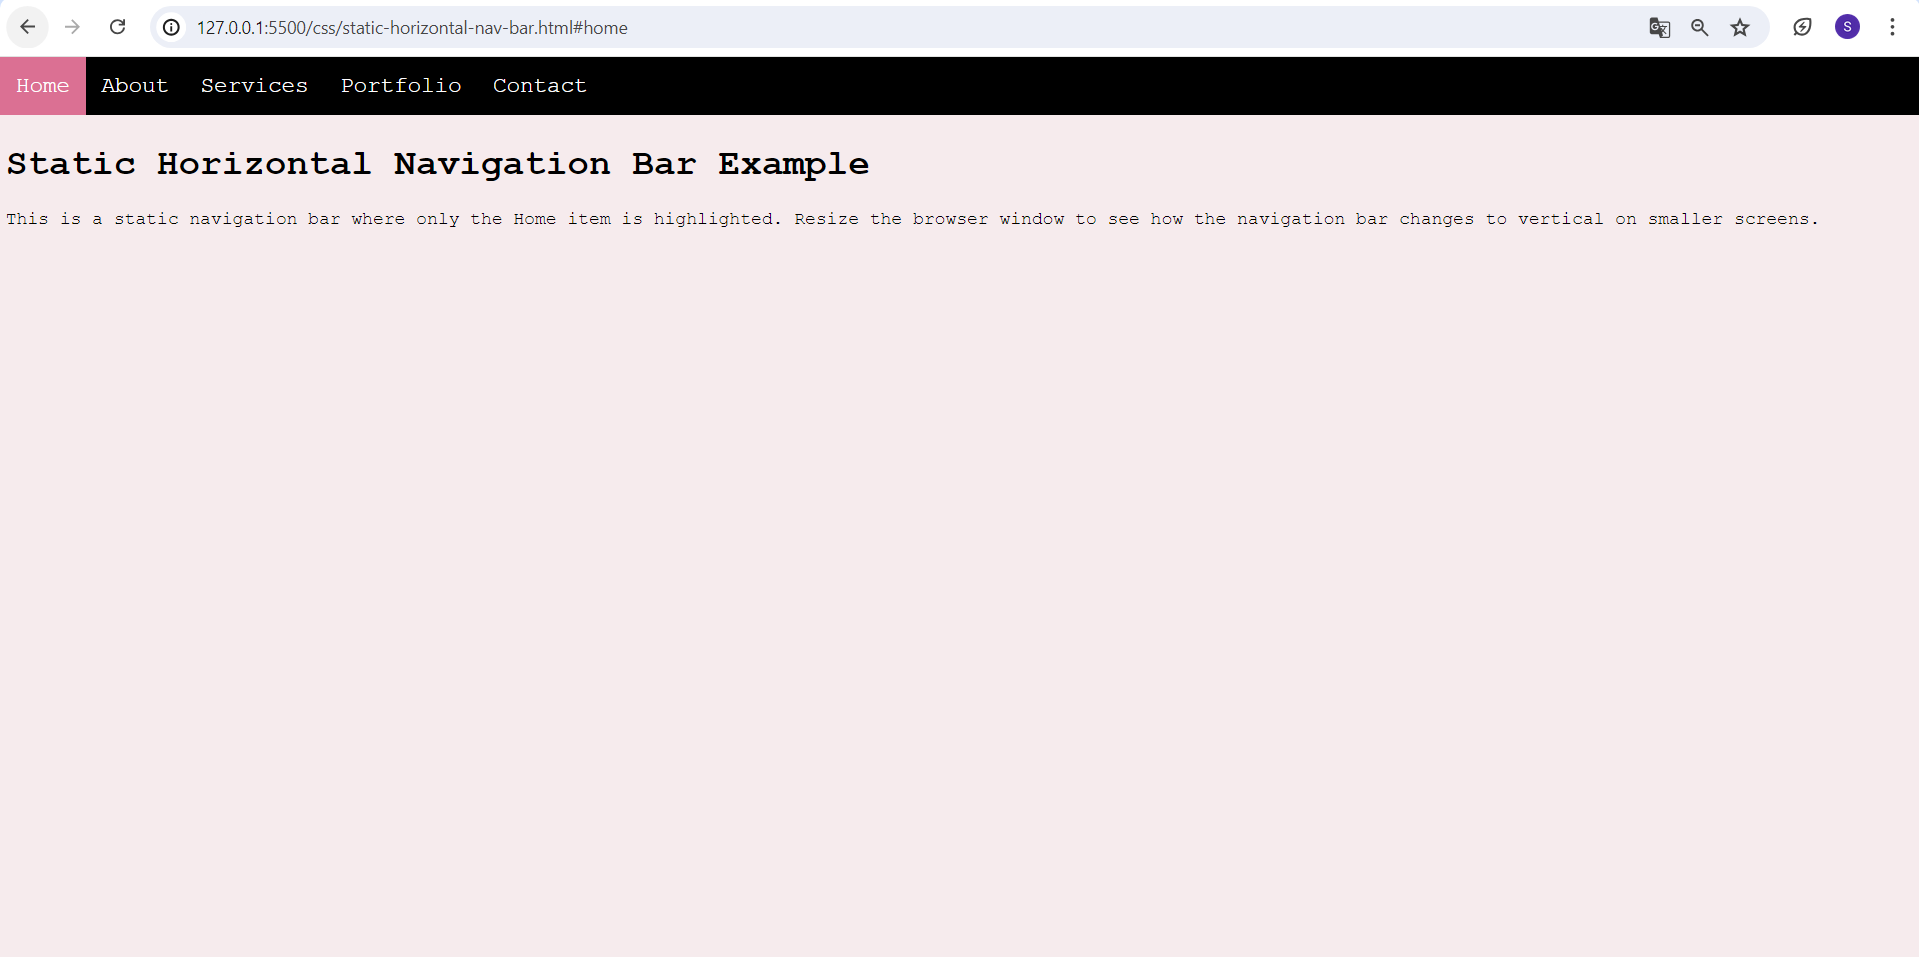 127.0.0.1:5500/css/static-horizontal-nav-bar.html#home
S
Home About Services Portfolio Contact
Static Horizontal Navigation Bar Example
This is a static navigation bar where only the Home item is highlighted. Resize the browser window to see how the navigation bar changes to vertical on smaller screens.